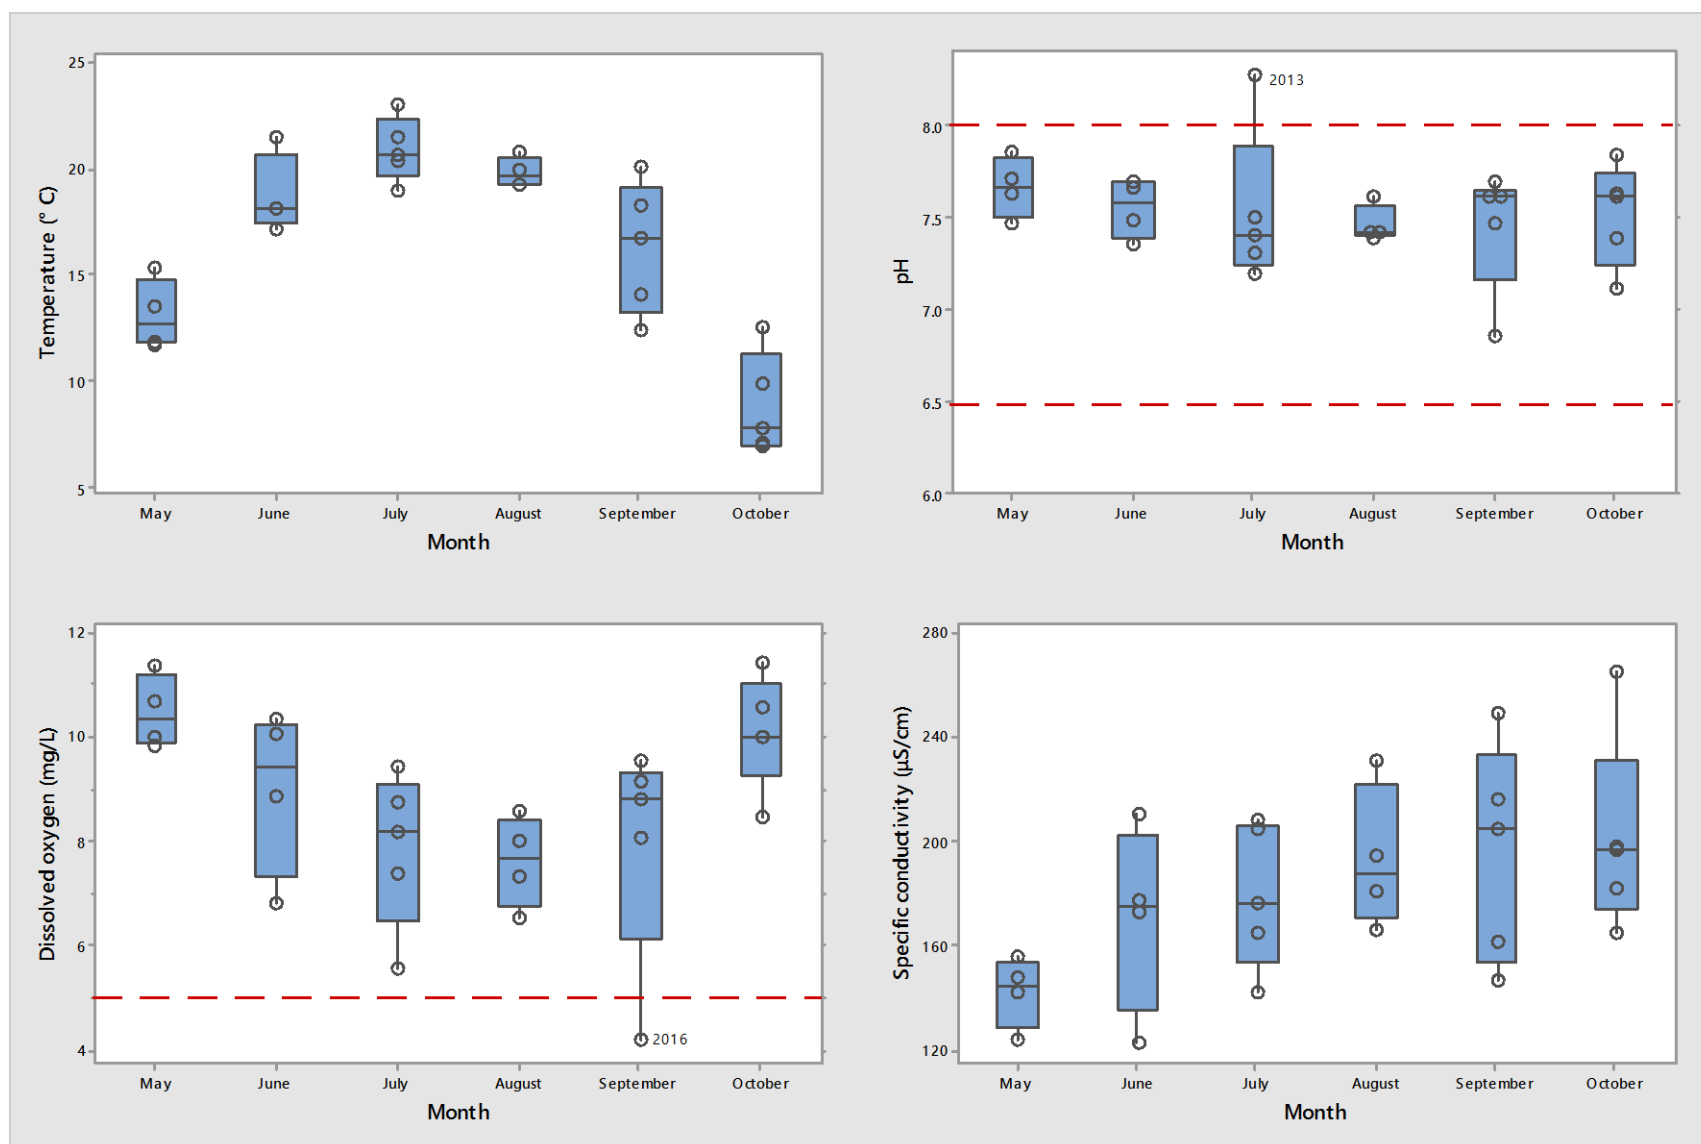 25
20
15
10
5
Temperature (° C)
May June July August September October
Month
2013
8.0
7.5
7.0
6.5
6.0
pH
May June July August September October
Month
12
10
8
6
4
Dissolved oxygen (mg/L)
2016
May June July August September October
Month
280
240
200
160
120
Specific conductivity (µS/cm)
May June July August September October
Month